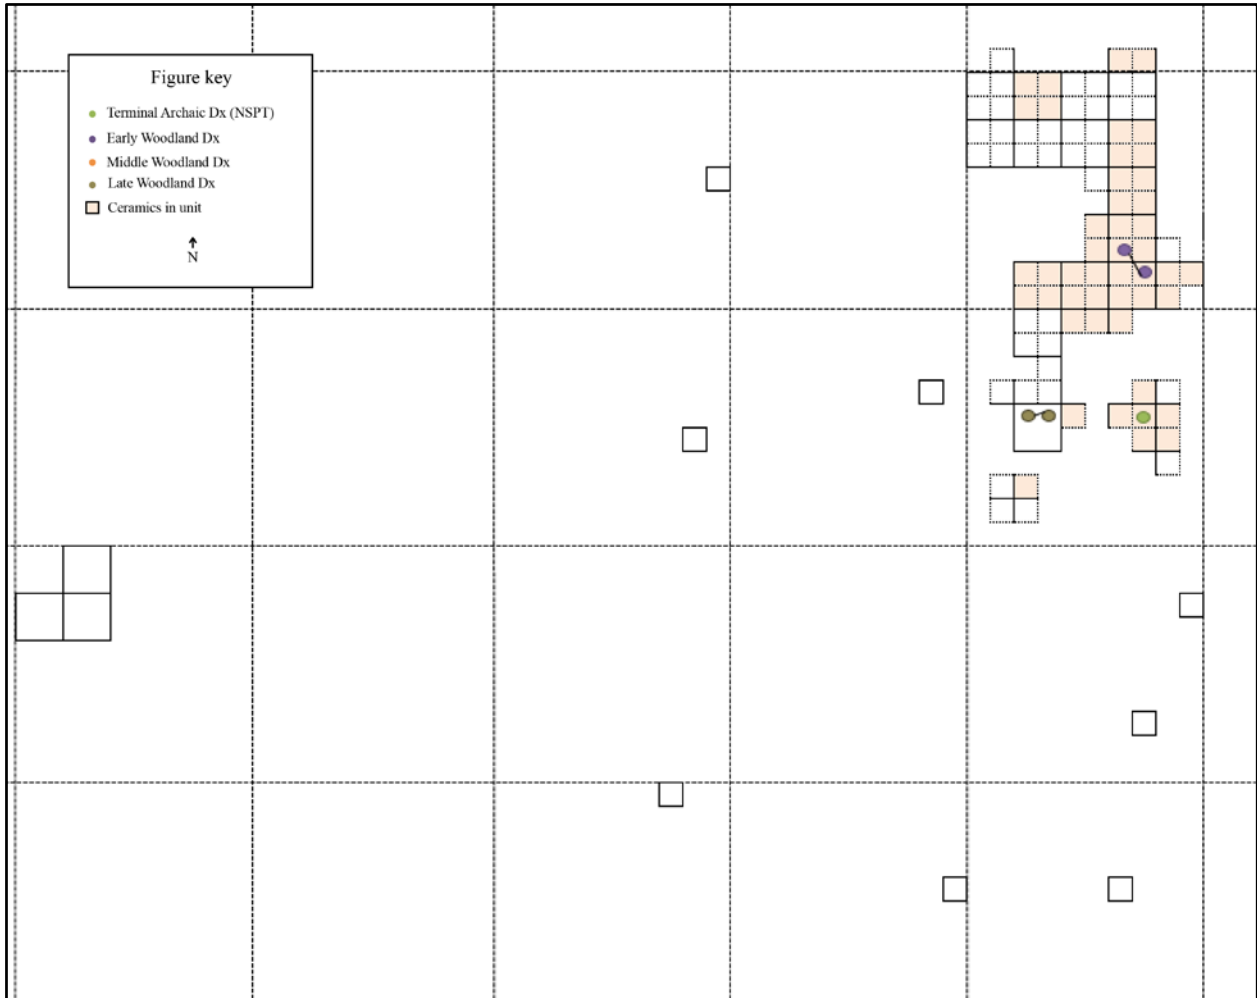 Figure key
Terminal Archaic Dx (NSPT)
Early Woodland Dx
Middle Woodland Dx
Late Woodland Dx
Ceramics in unit
N